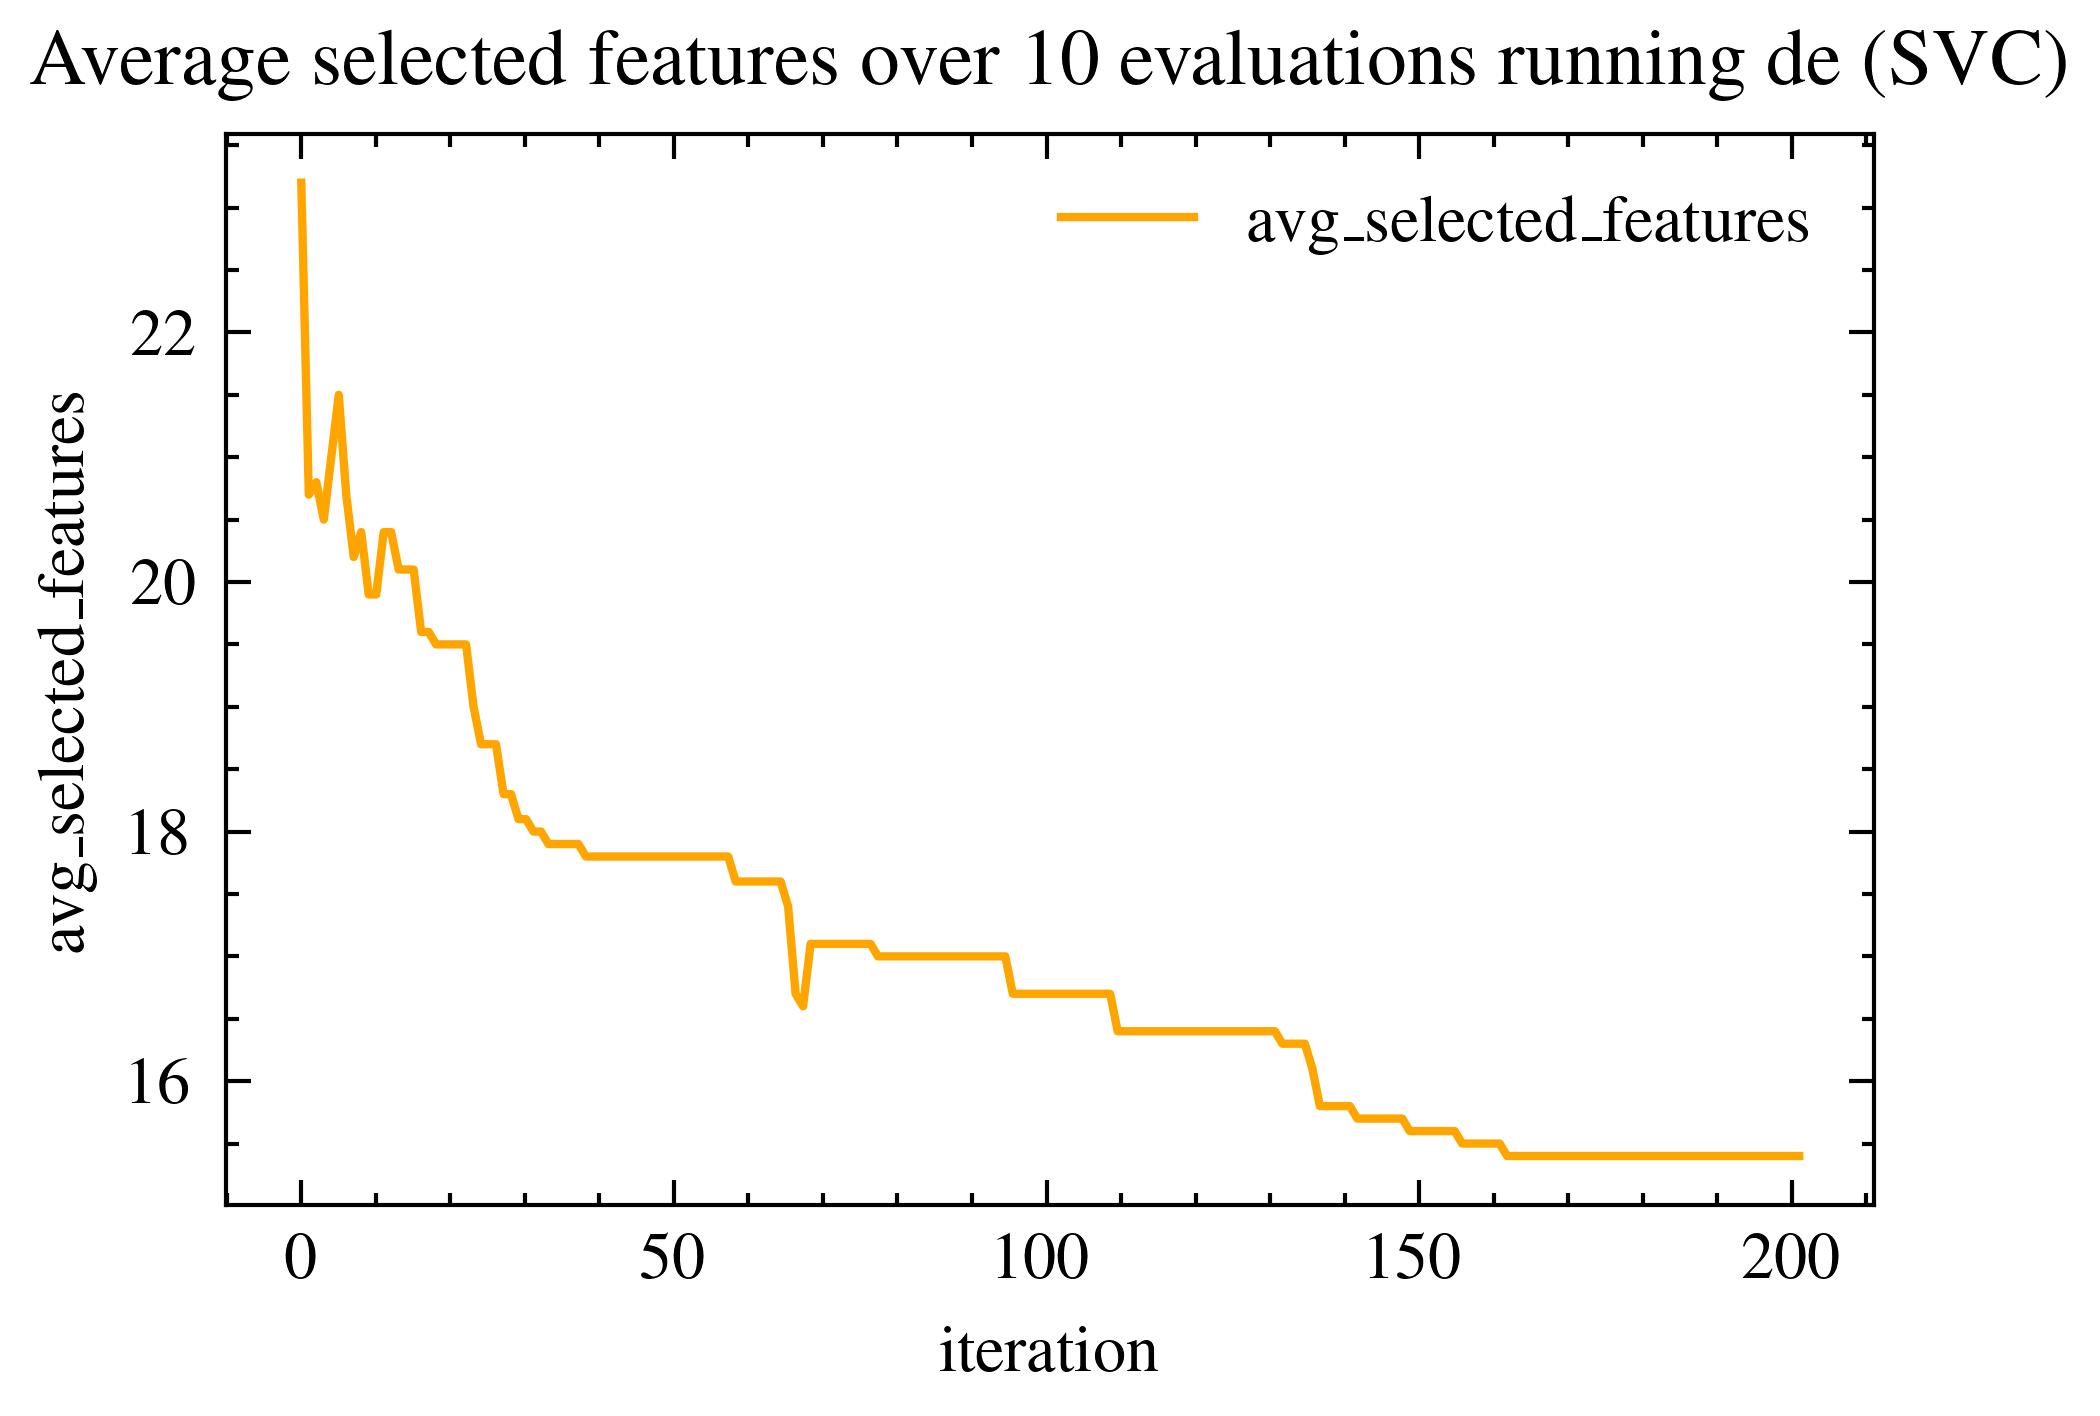 Average selected features over 10 evaluations running de (SVC)
avg_selected_features
avg_selected_features
22
20
18
16
0 50 100 150 200
iteration